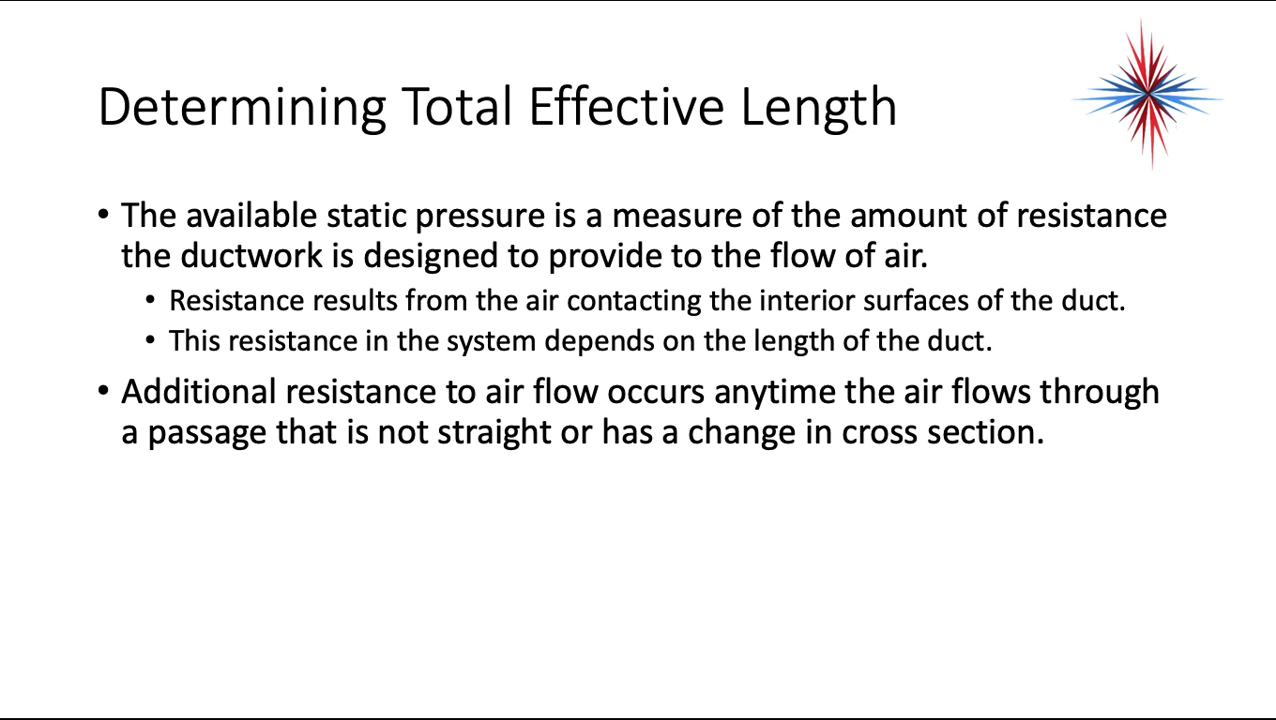 Determining Total Effective Length
• The available static pressure is a measure of the amount of resistance
the ductwork is designed to provide to the flow of air.
• Resistance results from the air contacting the interior surfaces of the duct.
• This resistance in the system depends on the length of the duct.
• Additional resistance to air flow occurs anytime the air flows through
a passage that is not straight or has a change in cross section.